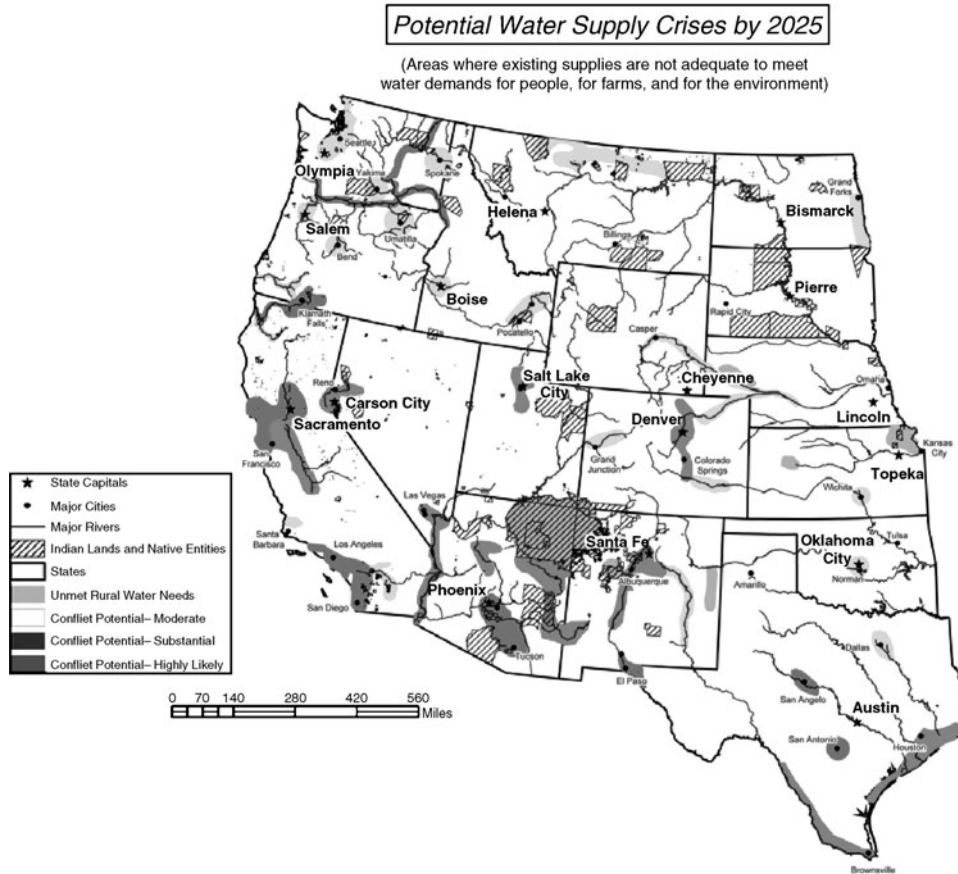 Potential Water Supply Crises by 2025
(Areas where existing supplies are not adequate to meet
water demands for people, for farms, and for the environment)
Seattle
Olympia
Yakima
Spokane
Salem
Umatilla
Bend
Helena
Billings
Grand
Forks
Bismarck
Pierre
Rapid City
Boise
Pocatello
Klamath
Falls
Casper
Cheyenne
Omaha
Lincoln
Salt Lake
City
Reno
Carson City
Sacramento
San
Francisco
Denver
Grand
Junction
Colorado
Springs
Kansas
City
Topeka
Wichita
Las Vegas
Santa
Barbara
Los Angeles
San Diego
Phoenix
Tucson
Santa Fe
Albuquerque
El Paso
Amarillo
Tulsa
Oklahoma
City
Norman
Dallas
San Angelo
Austin
San Antonio
Houston
Brownsville
State Capitals
Major Cities
Major Rivers
Indian Lands and Native Entities
States
Unmet Rural Water Needs
Confliet Potential– Moderate
Confliet Potential– Substantial
Confliet Potential– Highly Likely
0 70 140 280 420 560
Miles